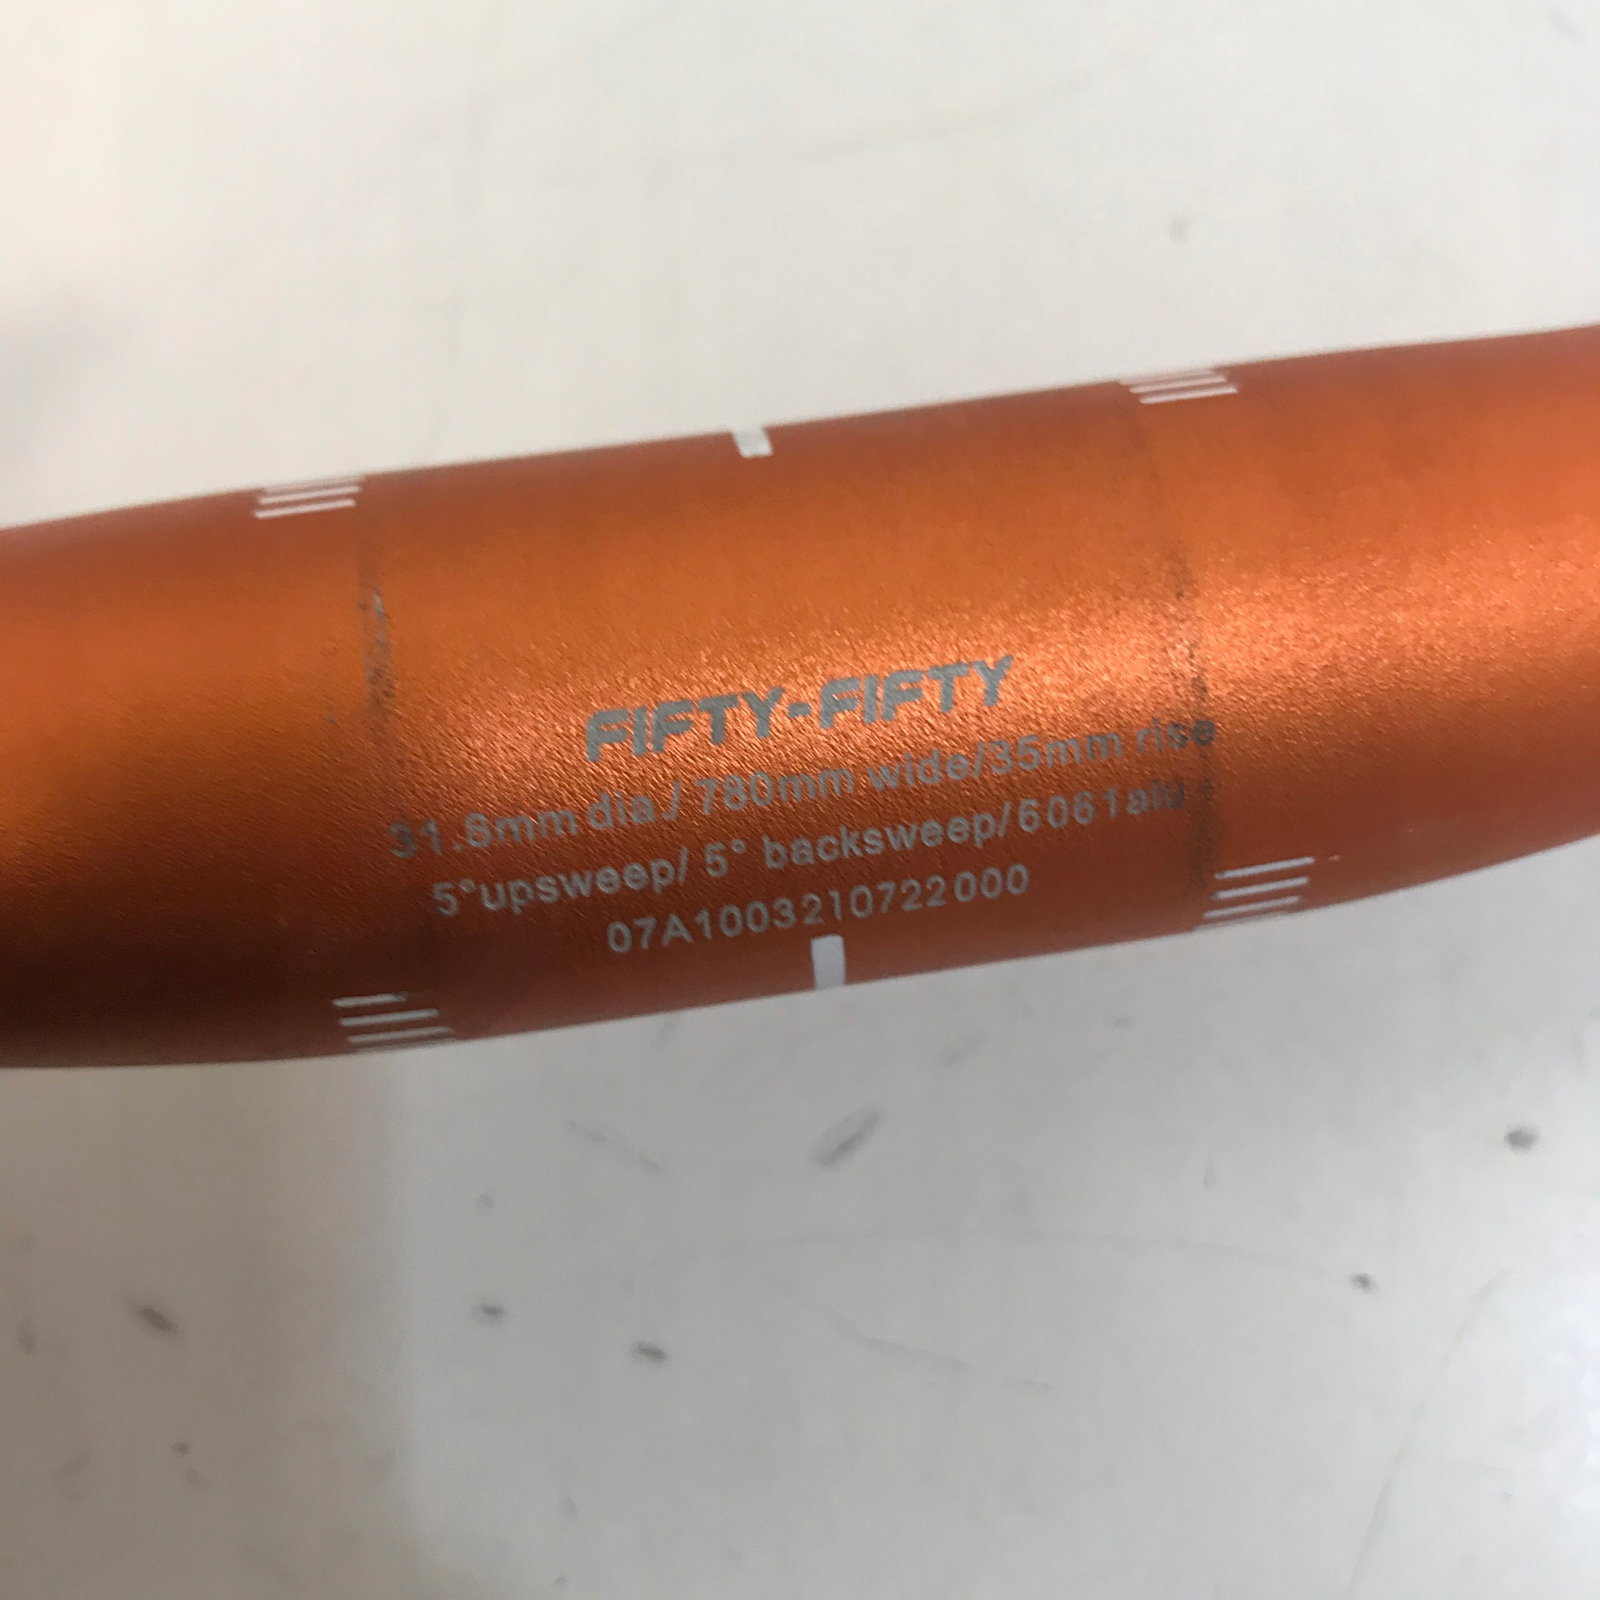 FIFTY-FIFTY
31.8mm dia./ 780mm wide/35mm rise
5°upsweep/ 5° backsweep/6061alu
07A1003210722000